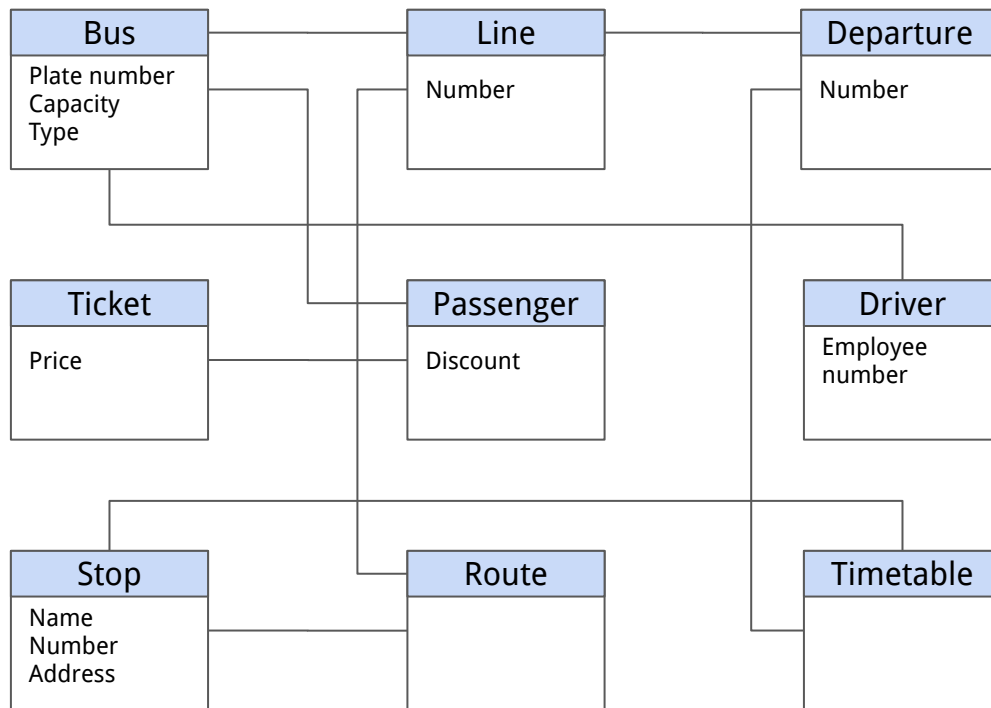 Bus
Plate number
Capacity
Type
Line
Number
Departure
Number
Ticket
Price
Passenger
Discount
Driver
Employee
number
Stop
Name
Number
Address
Route
Timetable